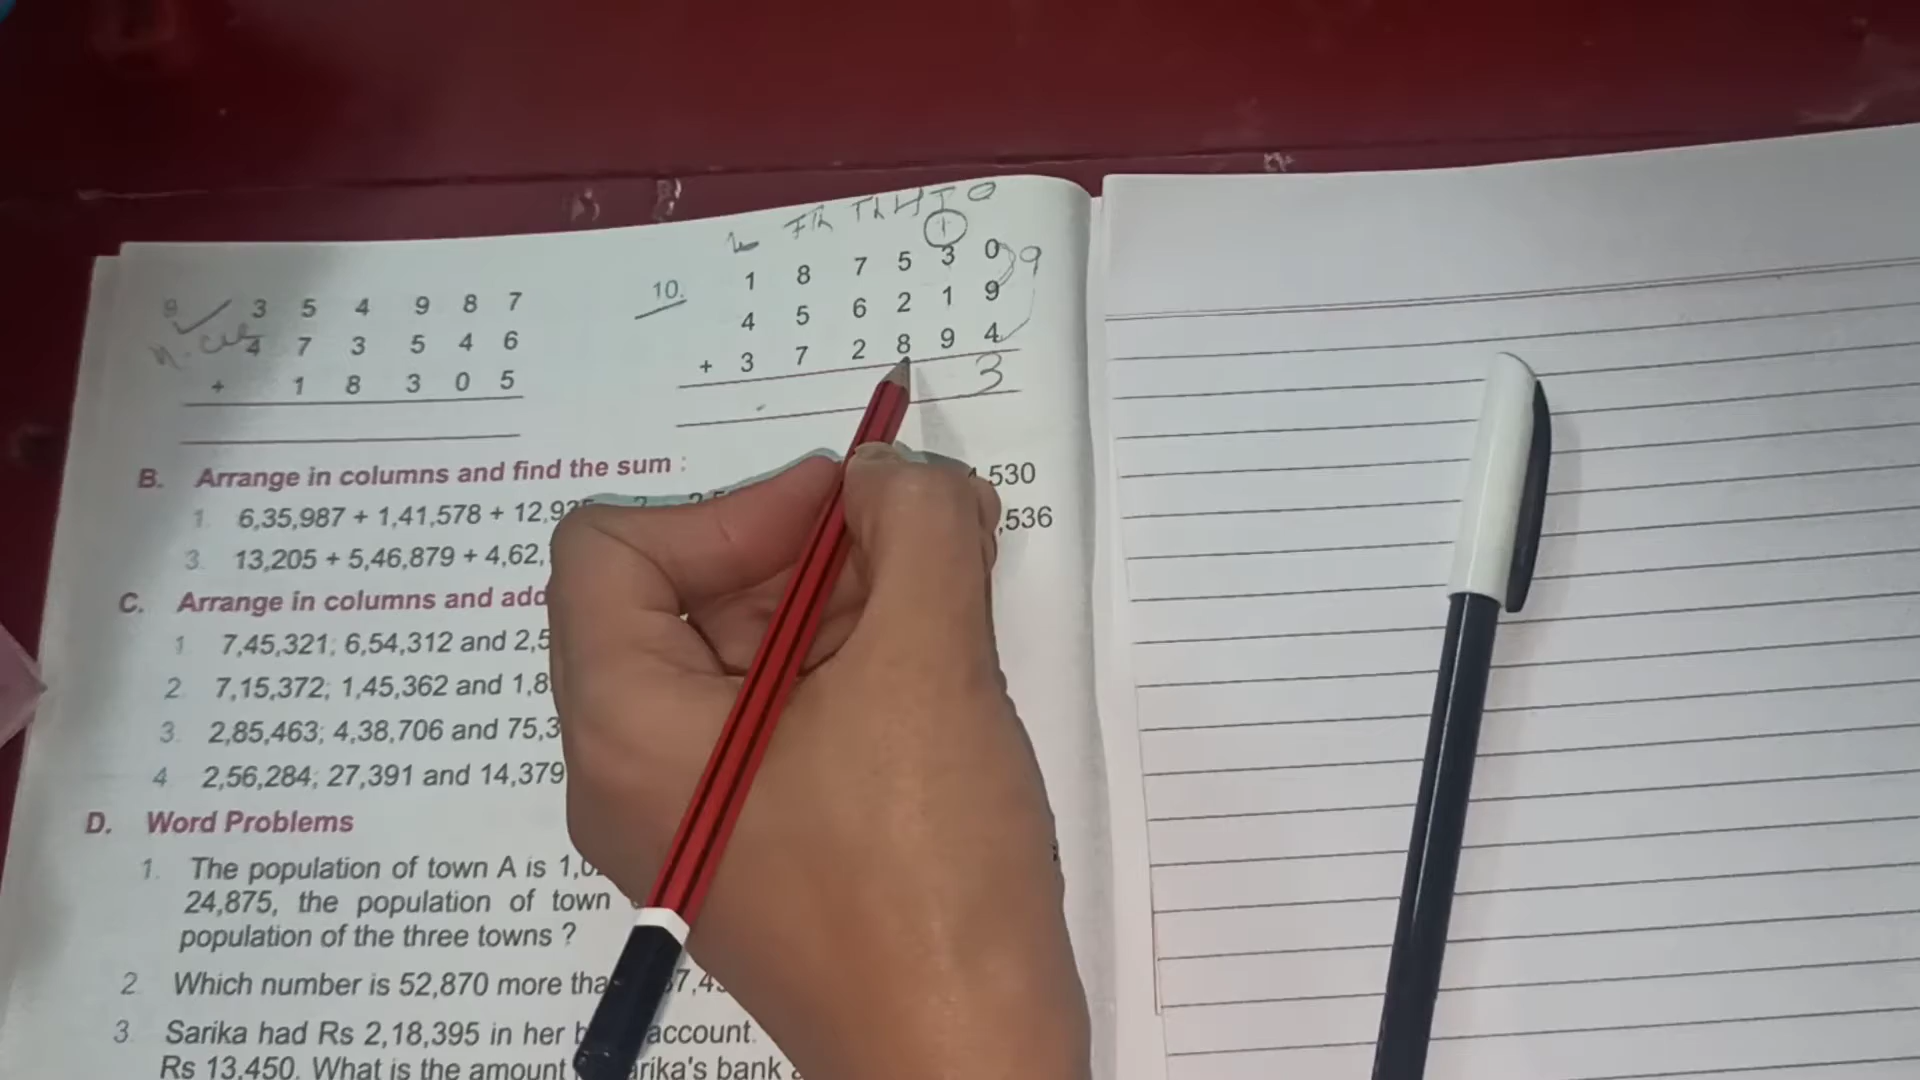 Th Th H T O
1
10. 1 8 7 5 3 0 9
4 5 6 2 1 9
+ 3 7 2 8 9 4
3
9. 3 5 4 9 8 7
4 7 3 5 4 6
+ 1 8 3 0 5
B. Arrange in columns and find the sum :
1. 6,35,987 + 1,41,578 + 12,9
,530
3. 13,205 + 5,46,879 + 4,62,
,536
C. Arrange in columns and add
1 7,45,321; 6,54,312 and 2,5
2. 7,15,372; 1,45,362 and 1,8
3. 2,85,463; 4,38,706 and 75,3
4 2,56,284; 27,391 and 14,379
D. Word Problems
1. The population of town A is 1,0
24,875, the population of town
population of the three towns ?
2 Which number is 52,870 more tha 7,4
3. Sarika had Rs 2,18,395 in her b account.
Rs 13,450. What is the amount arika's bank